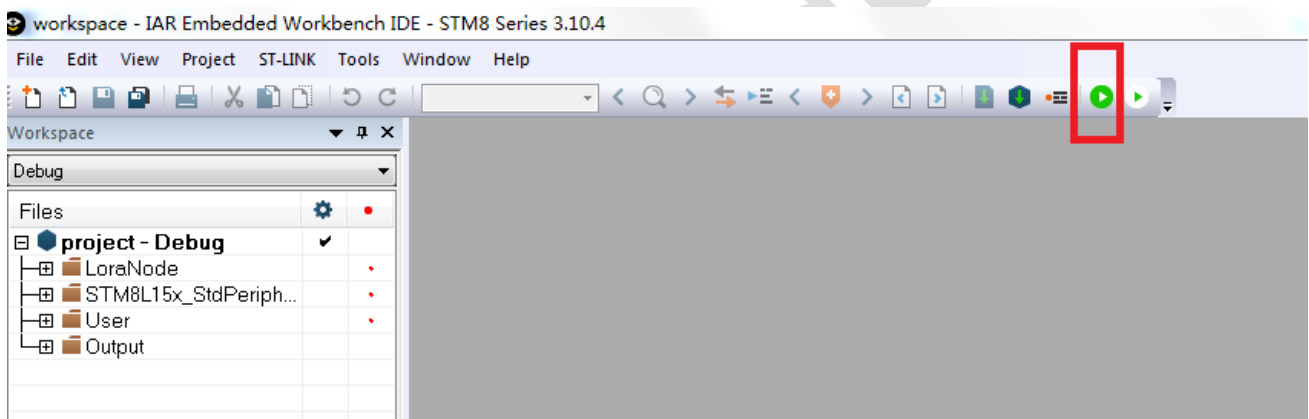 workspace - IAR Embedded Workbench IDE - STM8 Series 3.10.4
File Edit View Project ST-LINK Tools Window Help
Workspace
Debug
Files
project - Debug
LoraNode
STM8L15x_StdPeriph...
User
Output